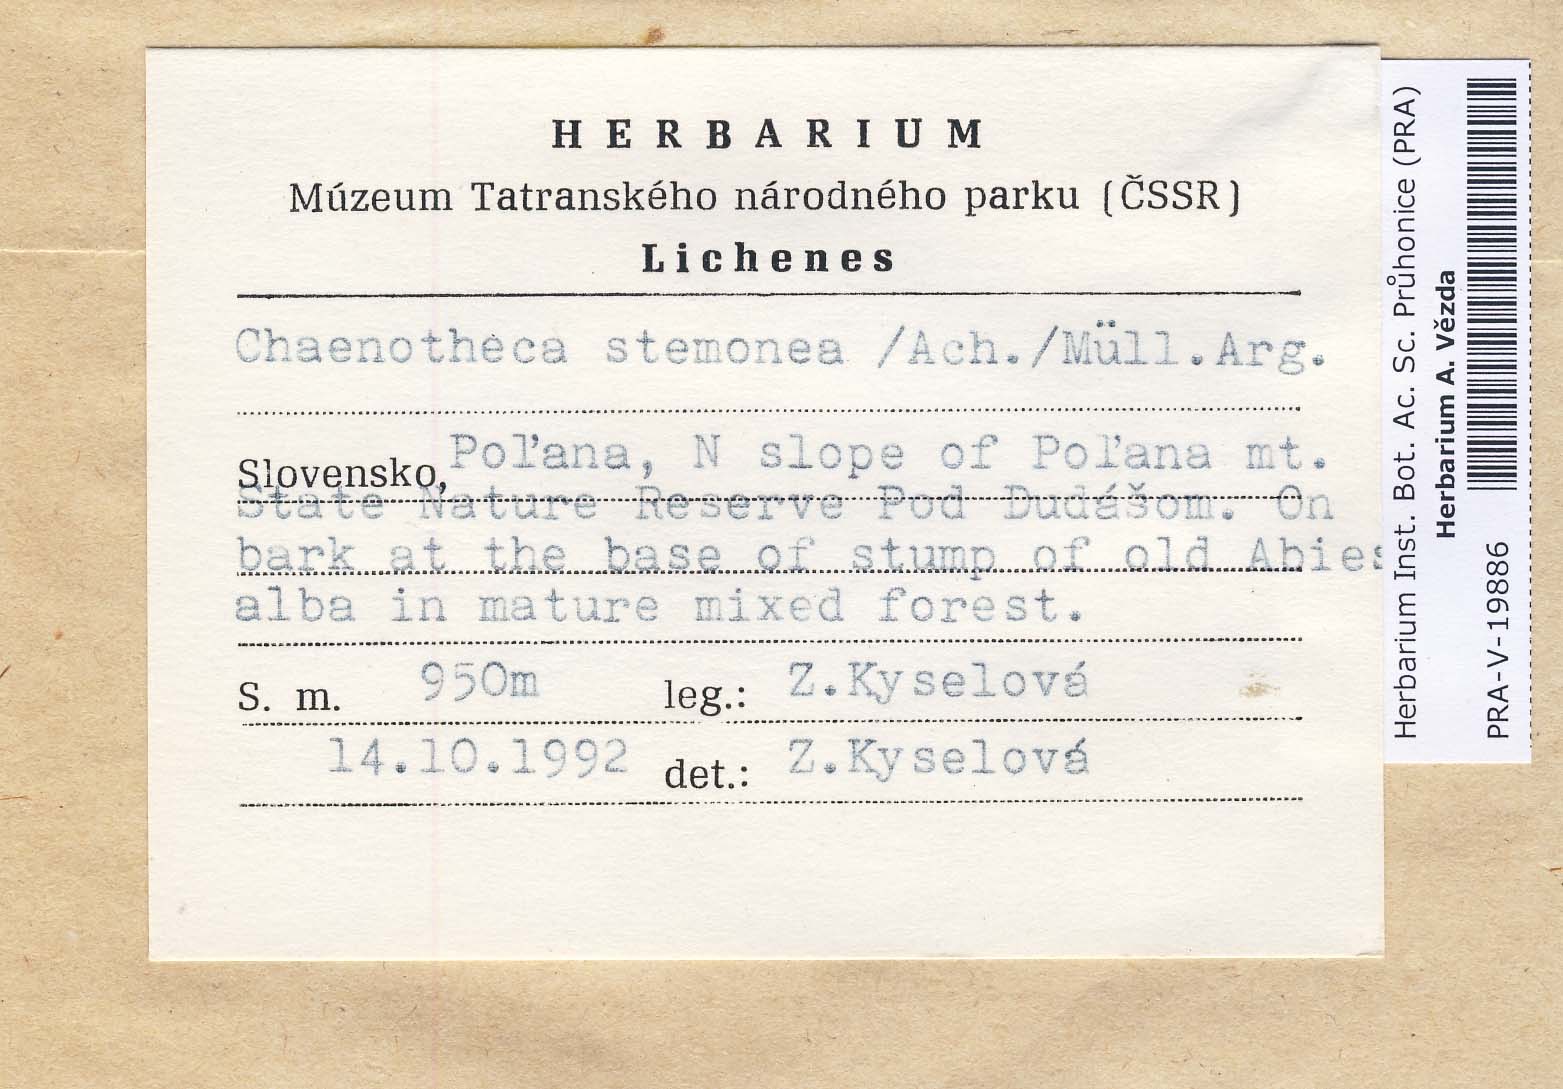 HERBARIUM
Múzeum Tatranského národného parku (ČSSR)
Lichenes
Chaenotheca stemonea /Ach./Müll.Arg.
Slovensko, Poľana, N slope of Poľana mt.
State Nature Reserve Pod Dudášom. On
bark at the base of stump of old Abies
alba in mature mixed forest.
S. m. 950m leg.: Z.Kyselová
14.10.1992 det.: Z.Kyselová
Herbarium Inst. Bot. Ac. Sc. Průhonice (PRA)
Herbarium A. Vězda
PRA-V-19886